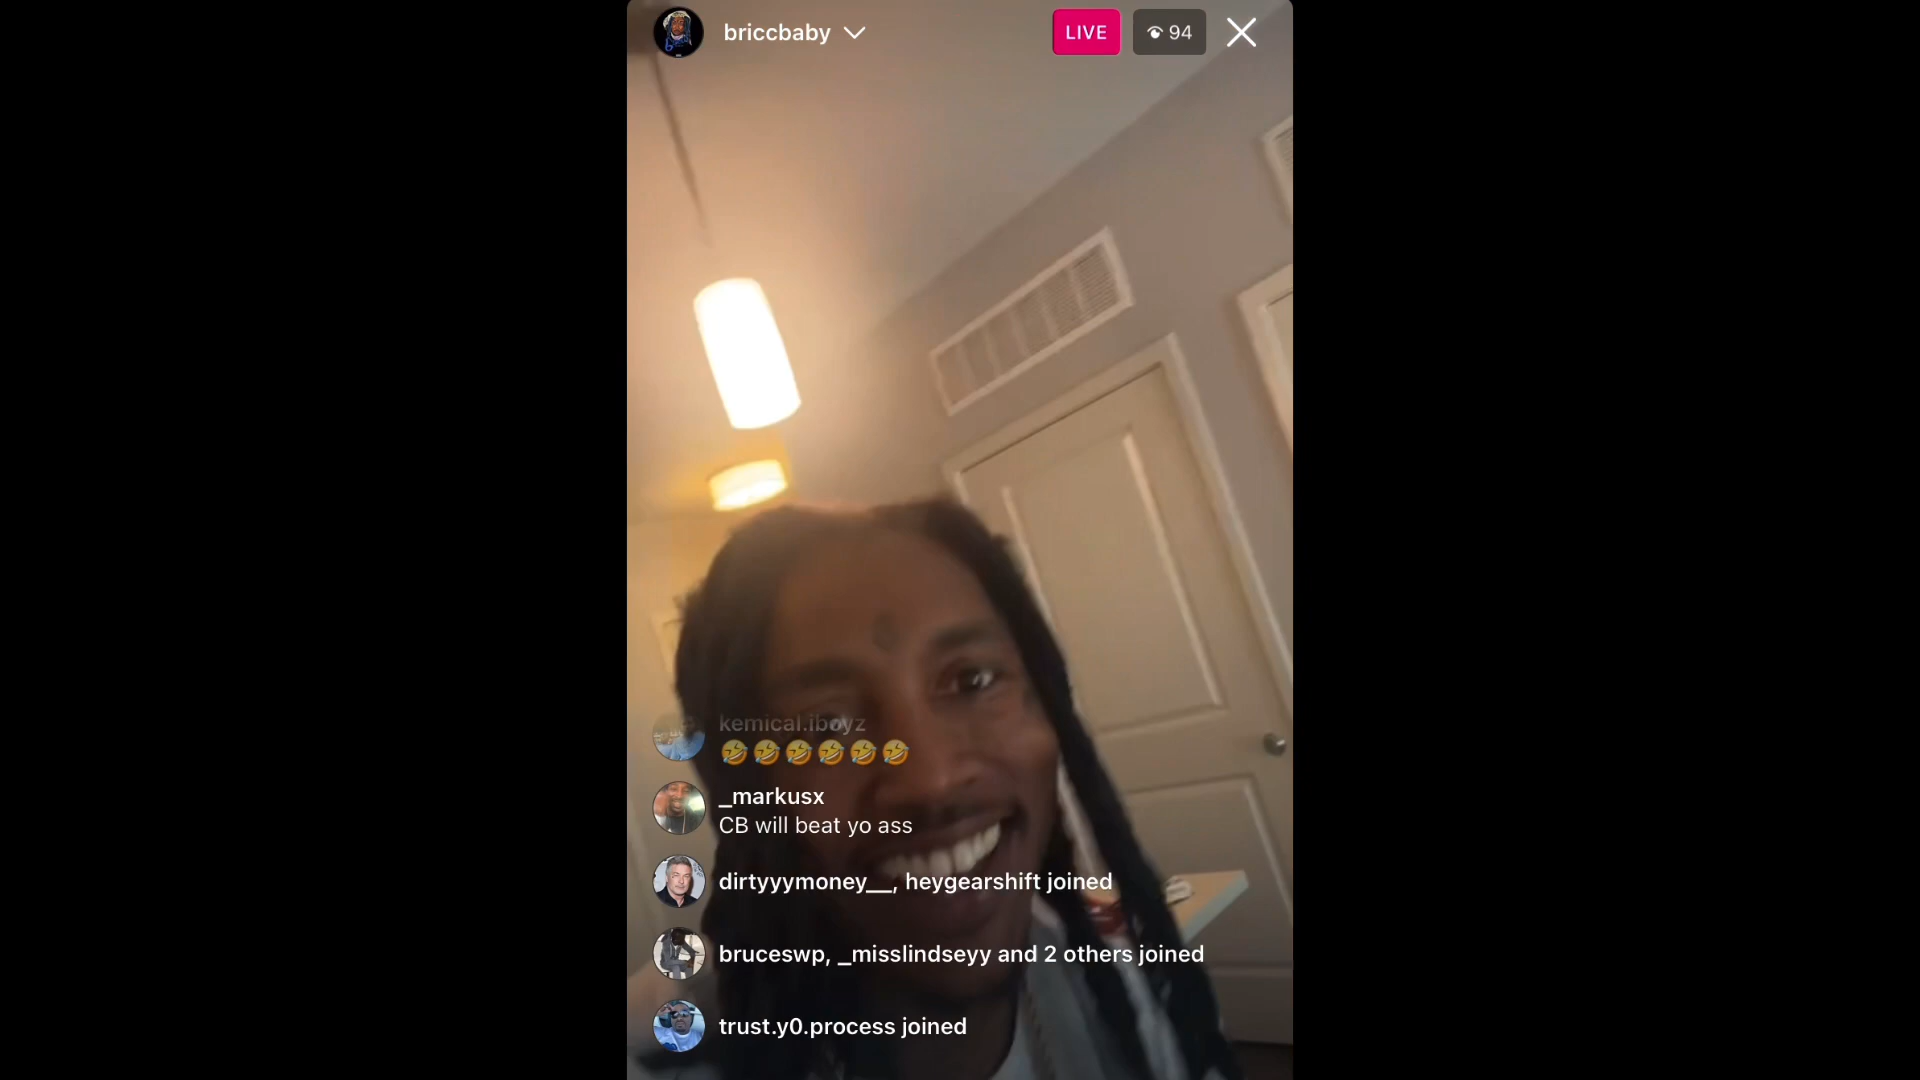 briccbaby
LIVE
94
kemical.iboyz
🤣🤣🤣🤣🤣🤣
_markusx
CB will beat yo ass
dirtyyymoney__, heygearshift joined
bruceswp, _misslindseyy and 2 others joined
trust.y0.process joined